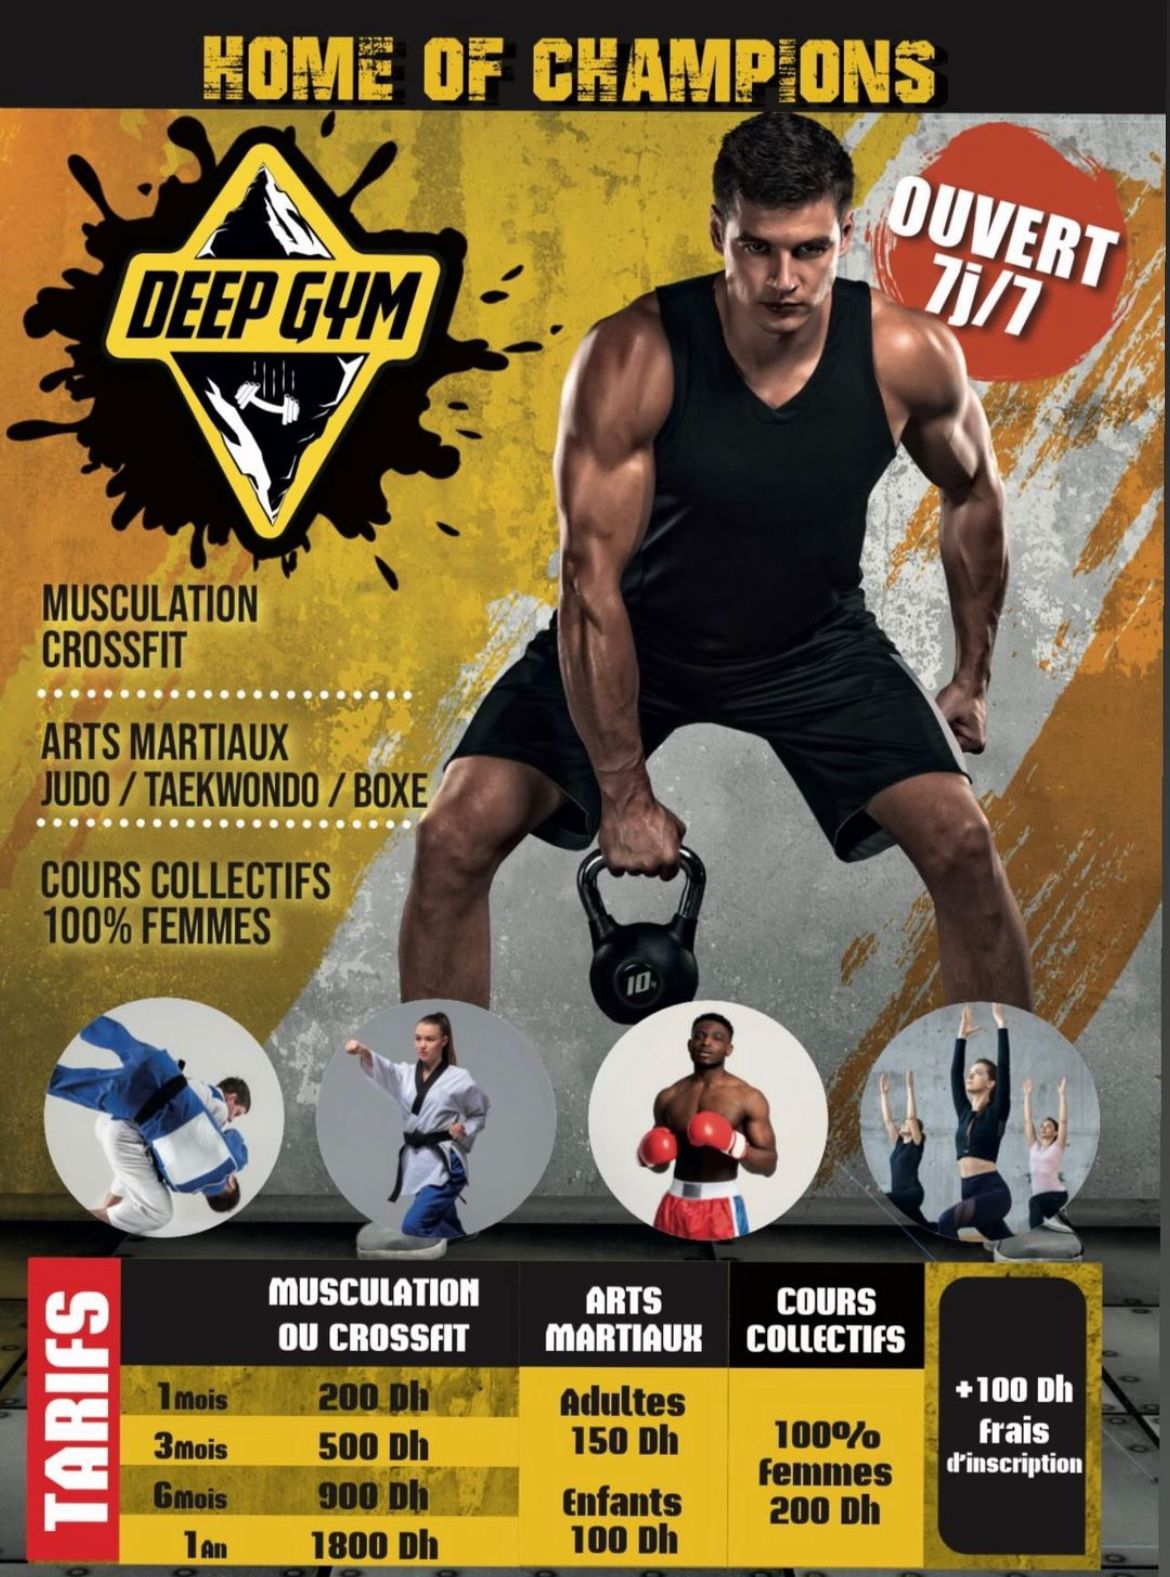 HOME OF CHAMPIONS
OUVERT
7j/7
DEEP GYM
MUSCULATION
CROSSFIT
ARTS MARTIAUX
JUDO / TAEKWONDO / BOXE
COURS COLLECTIFS
100% FEMMES
10
TARIFS
MUSCULATION
OU CROSSFIT
ARTS
MARTIAUX
COURS
COLLECTIFS
1Mois 200 Dh
3Mois 500 Dh
6Mois 900 Dh
1An 1800 Dh
Adultes
150 Dh
Enfants
100 Dh
100%
Femmes
200 Dh
+100 Dh
Frais
d'inscription